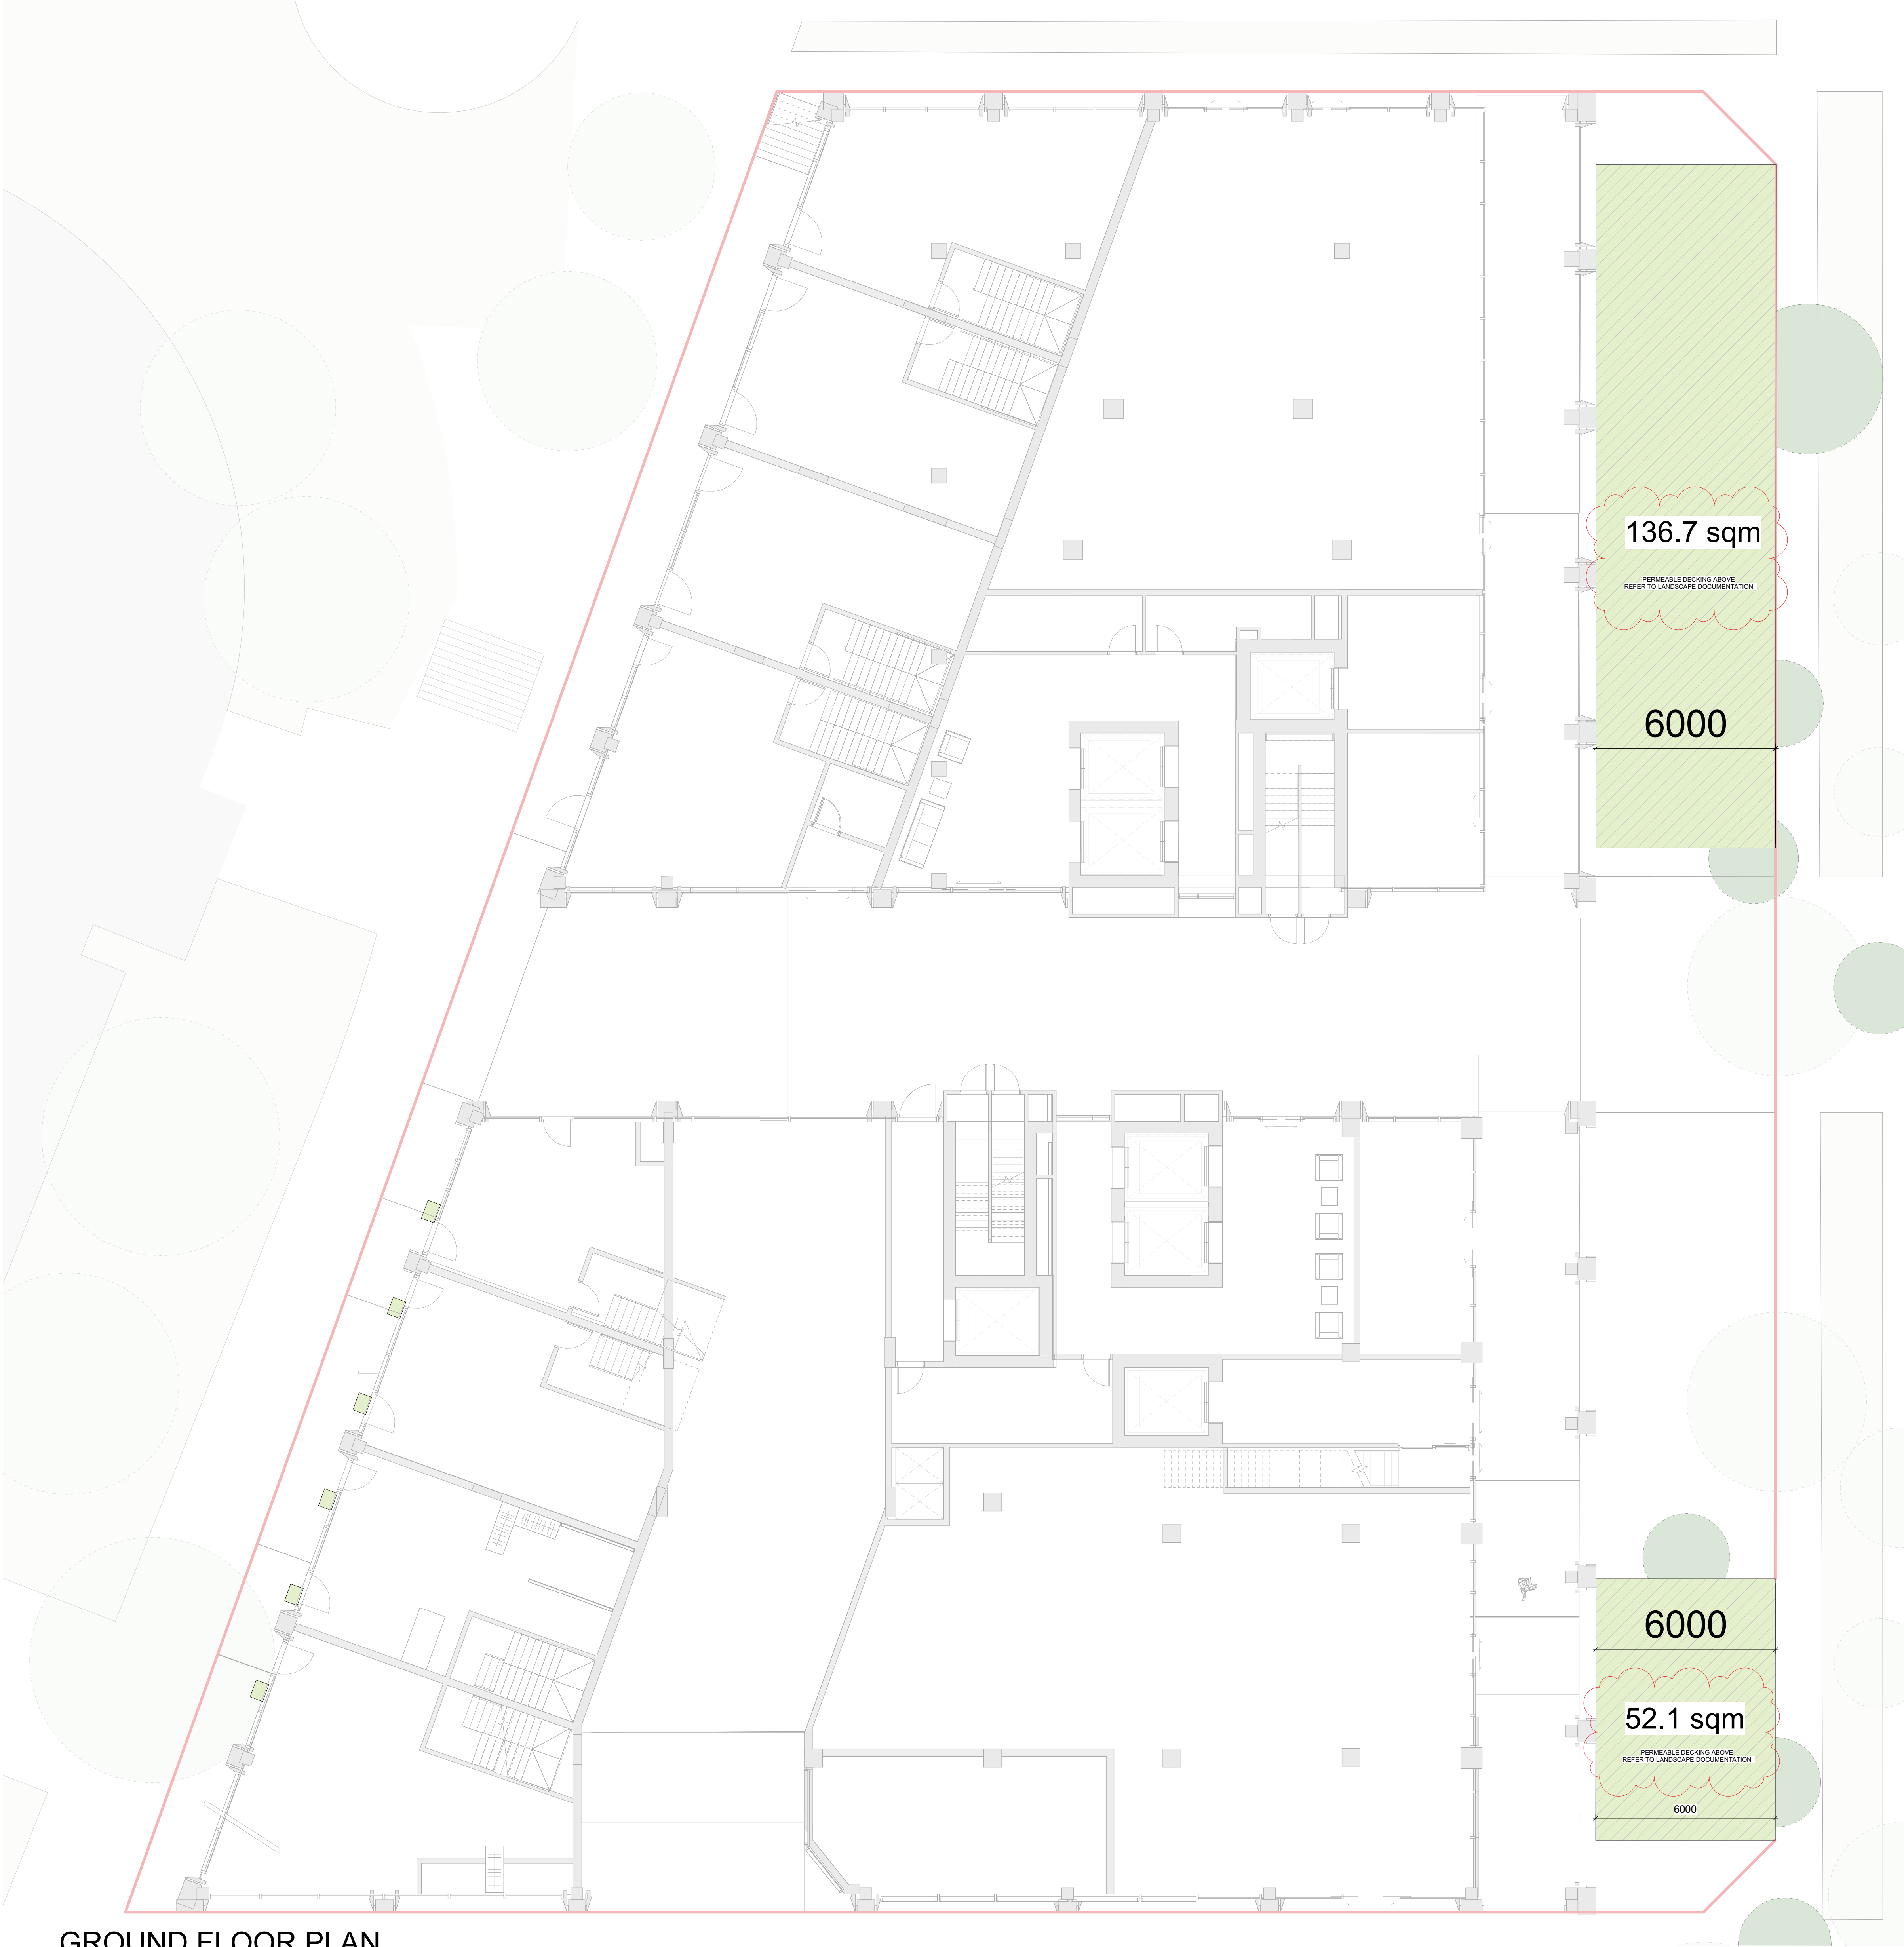 136.7 sqm
PERMEABLE DECKING ABOVE
REFER TO LANDSCAPE DOCUMENTATION
6000
6000
52.1 sqm
PERMEABLE DECKING ABOVE
REFER TO LANDSCAPE DOCUMENTATION
6000
GROUND FLOOR PLAN